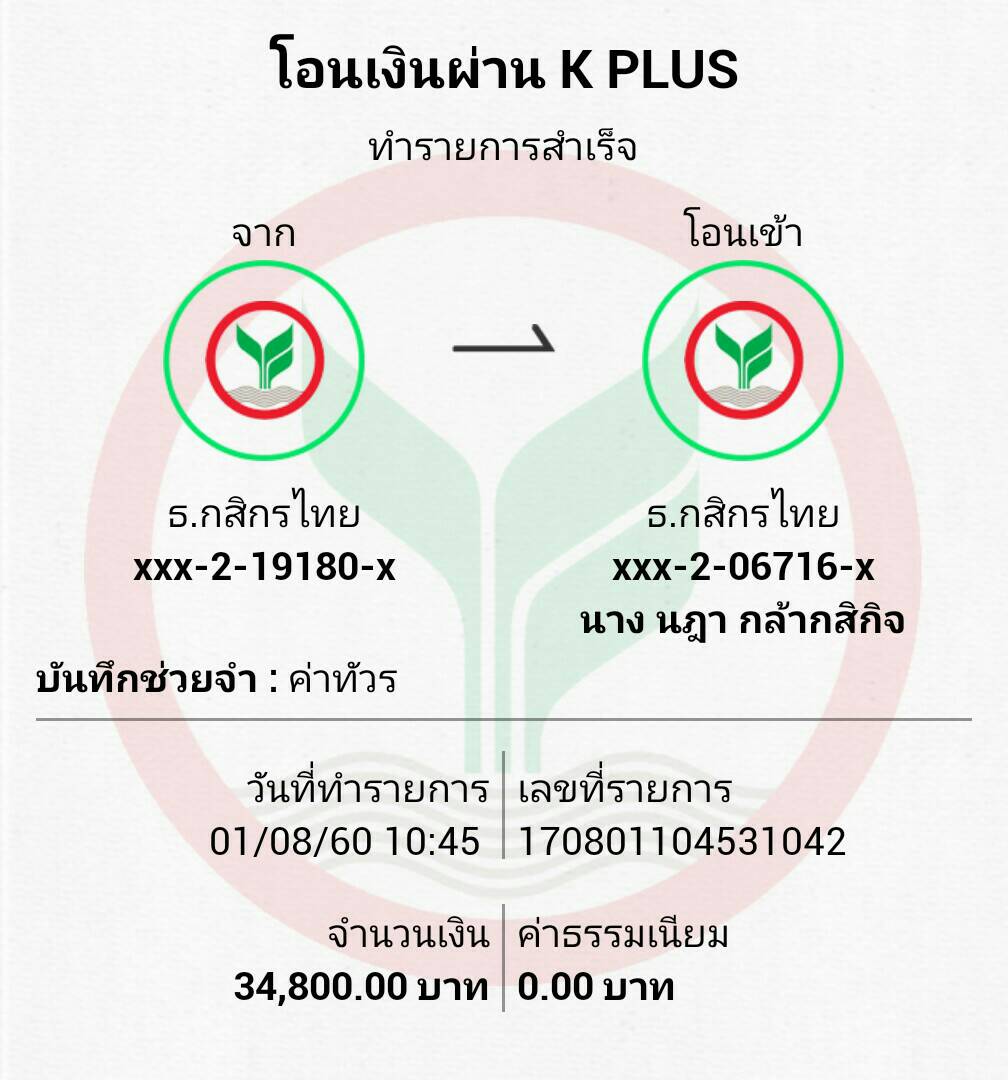 โอนเงินผ่าน K PLUS
ทำรายการสำเร็จ
จาก
โอนเข้า
ธ.กสิกรไทย
xxx-2-19180-x
ธ.กสิกรไทย
xxx-2-06716-x
นาง นฎา กล้ากสิกิจ
บันทึกช่วยจำ : ค่าทัวร
วันที่ทำรายการ
01/08/60 10:45
เลขที่รายการ
170801104531042
จำนวนเงิน
34,800.00 บาท
ค่าธรรมเนียม
0.00 บาท